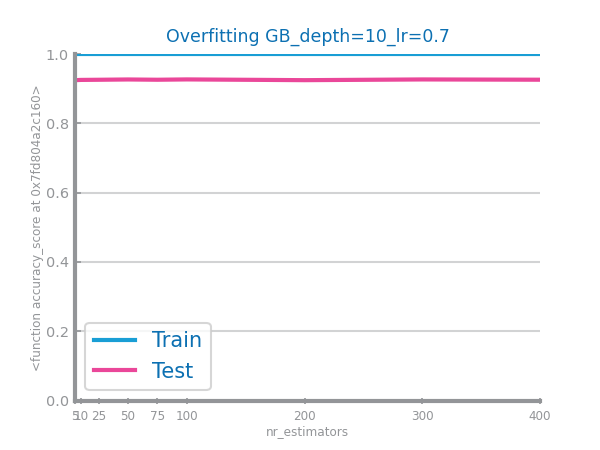 Overfitting GB_depth=10_lr=0.7
<function accuracy_score at 0x7fd804a2c160>
1.0
0.8
0.6
0.4
0.2
0.0
Train
Test
5 10 25 50 75 100 200 300 400
nr_estimators